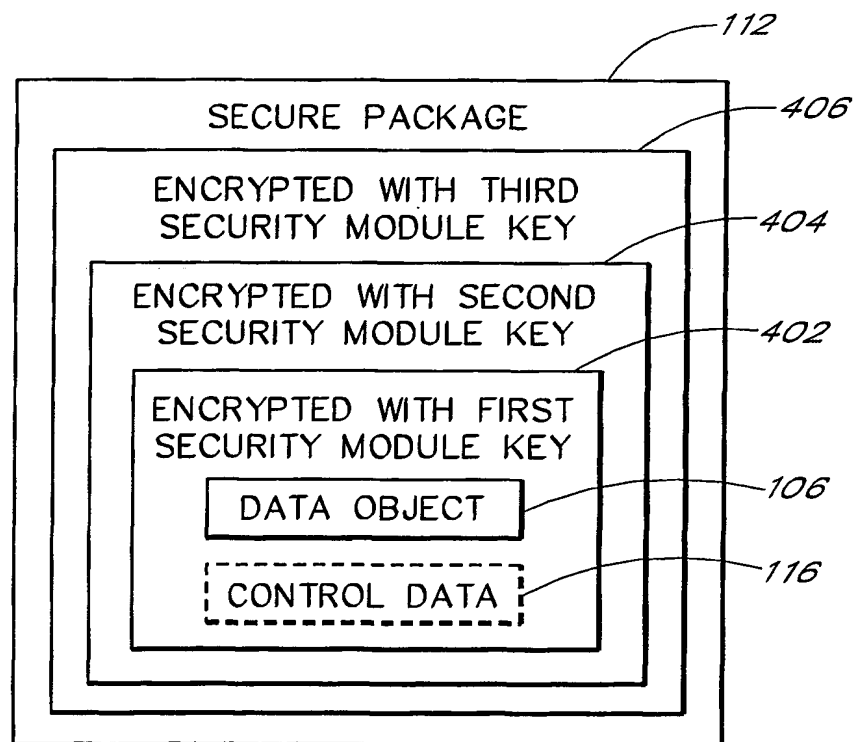 112
SECURE PACKAGE
406
ENCRYPTED WITH THIRD
SECURITY MODULE KEY
404
ENCRYPTED WITH SECOND
SECURITY MODULE KEY
402
ENCRYPTED WITH FIRST
SECURITY MODULE KEY
DATA OBJECT
106
CONTROL DATA
116